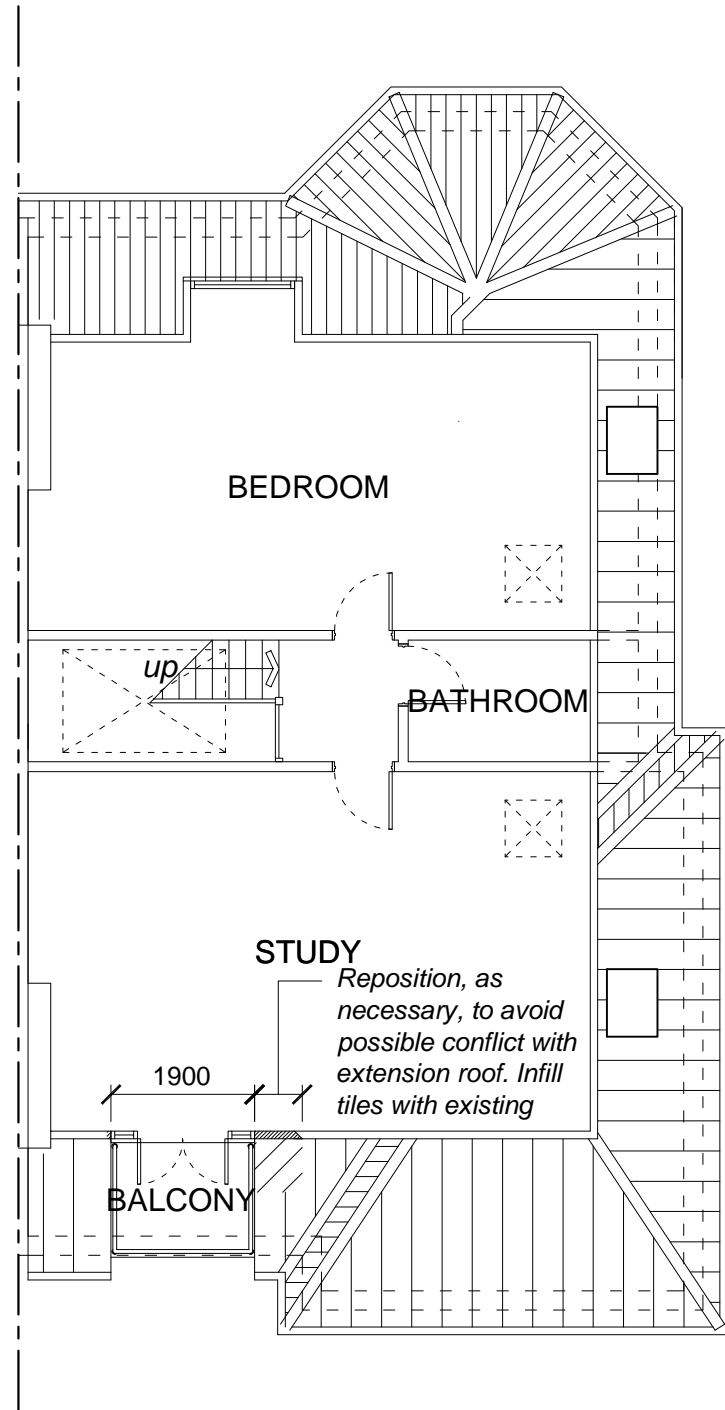 BEDROOM
up
BATHROOM
STUDY
Reposition, as
necessary, to avoid
possible conflict with
extension roof. Infill
tiles with existing
1900
BALCONY